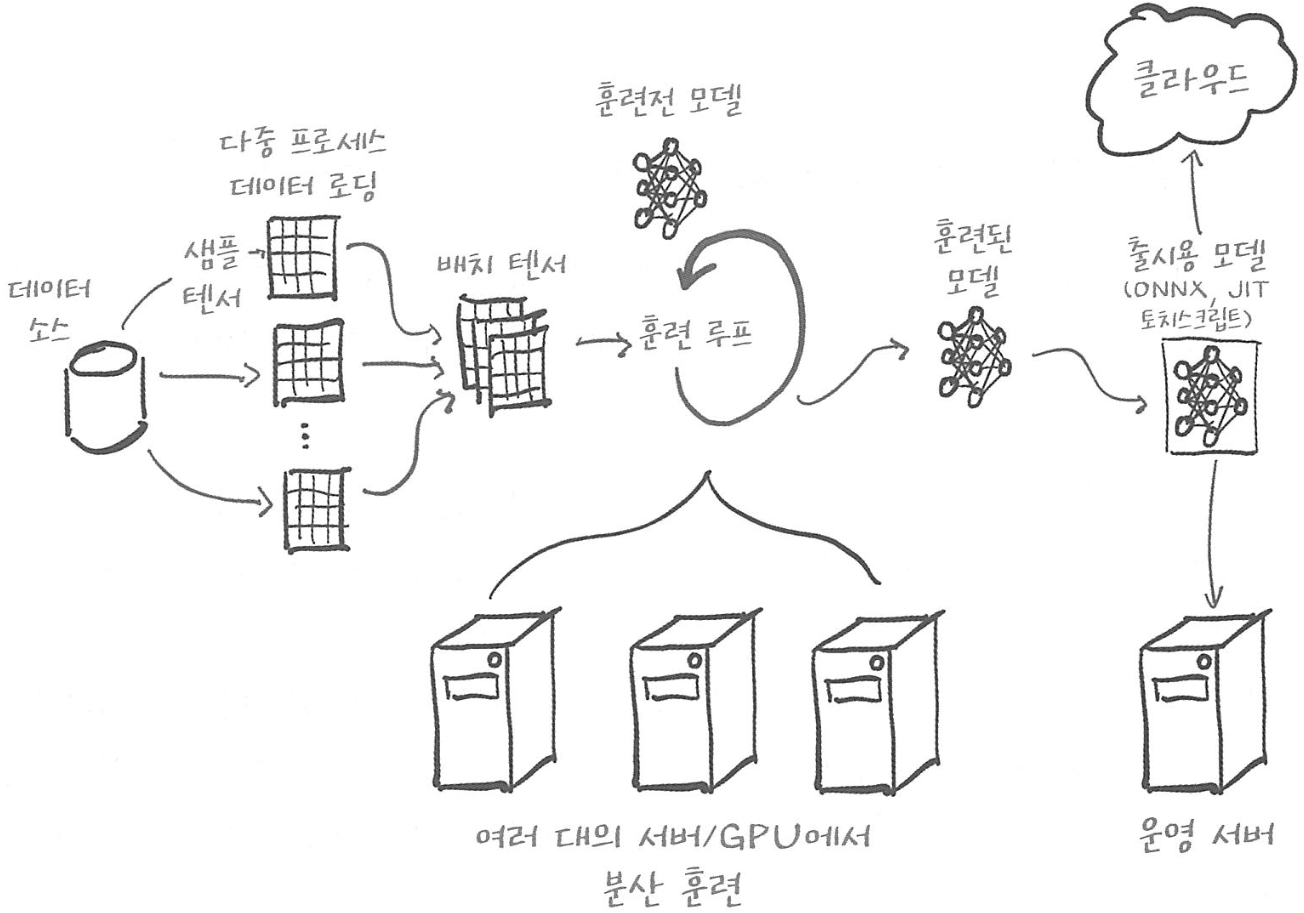 데이터
소스
다중 프로세스
데이터 로딩
샘플
텐서
배치 텐서
훈련전 모델
훈련 루프
훈련된
모델
출시용 모델
(ONNX, JIT
토치스크립트)
클라우드
여러 대의 서버/GPU에서
분산 훈련
운영 서버